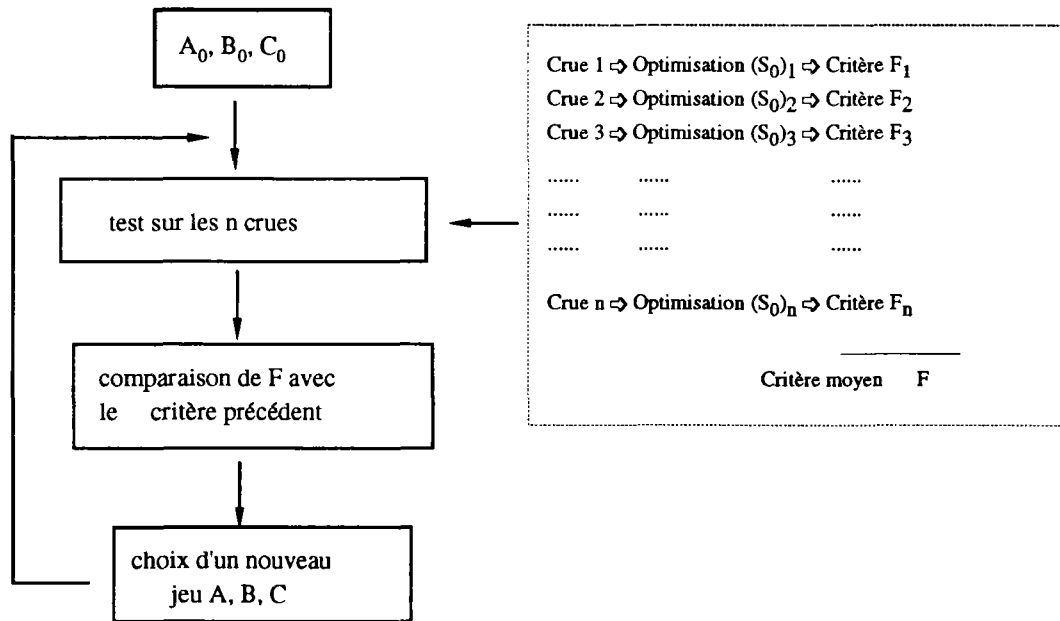 A0, B0, C0
test sur les n crues
comparaison de F avec
le critère précédent
choix d'un nouveau
jeu A, B, C
Crue 1 ➩ Optimisation (S0)1 ➩ Critère F1
Crue 2 ➩ Optimisation (S0)2 ➩ Critère F2
Crue 3 ➩ Optimisation (S0)3 ➩ Critère F3
...... ...... ......
...... ...... ......
...... ...... ......
Crue n ➩ Optimisation (S0)n ➩ Critère Fn
Critère moyen F